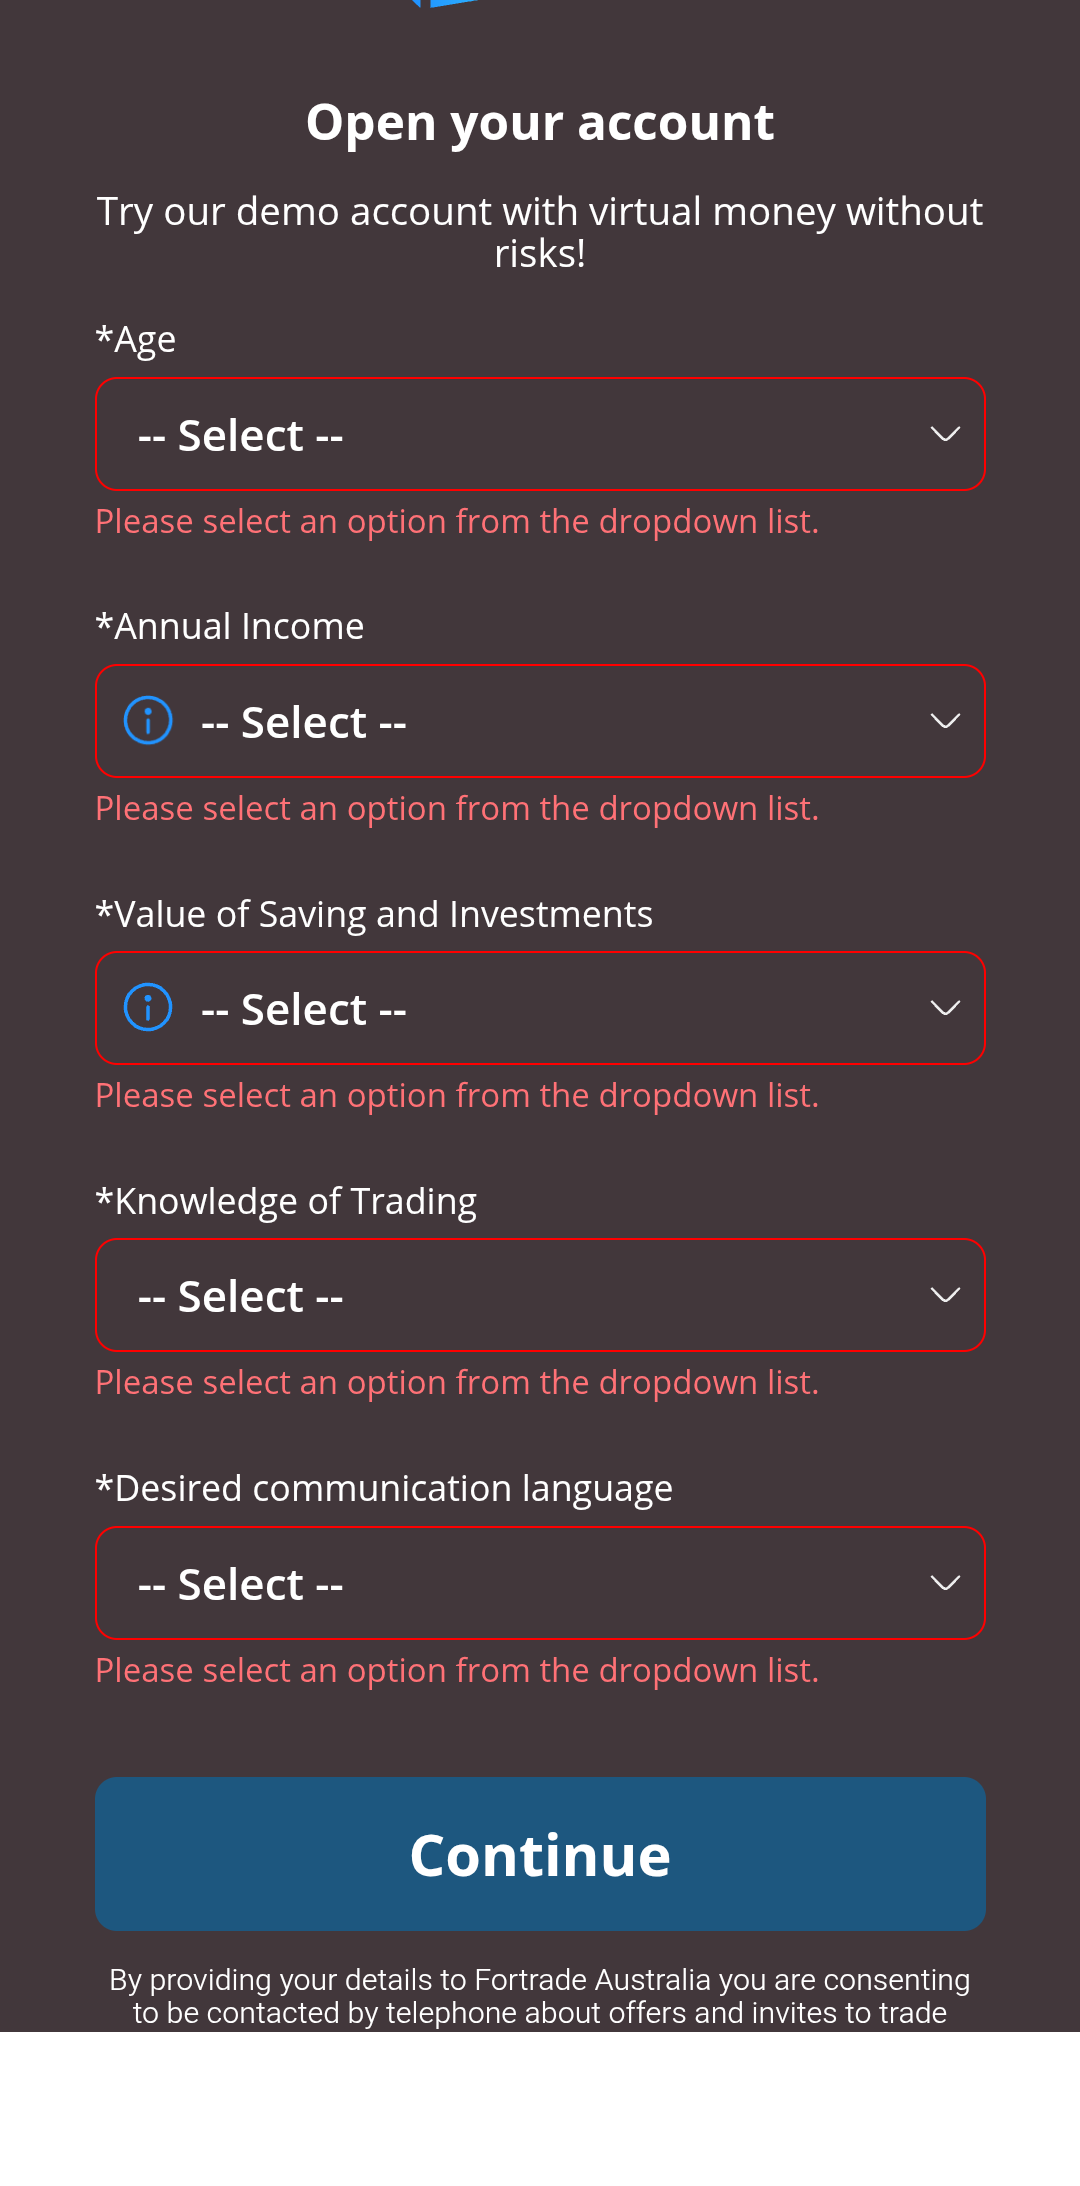 Open your account
Try our demo account with virtual money without
risks!
*Age
-- Select --
Please select an option from the dropdown list.
*Annual Income
-- Select --
Please select an option from the dropdown list.
*Value of Saving and Investments
-- Select --
Please select an option from the dropdown list.
*Knowledge of Trading
-- Select --
Please select an option from the dropdown list.
*Desired communication language
-- Select --
Please select an option from the dropdown list.
Continue
By providing your details to Fortrade Australia you are consenting
to be contacted by telephone about offers and invites to trade